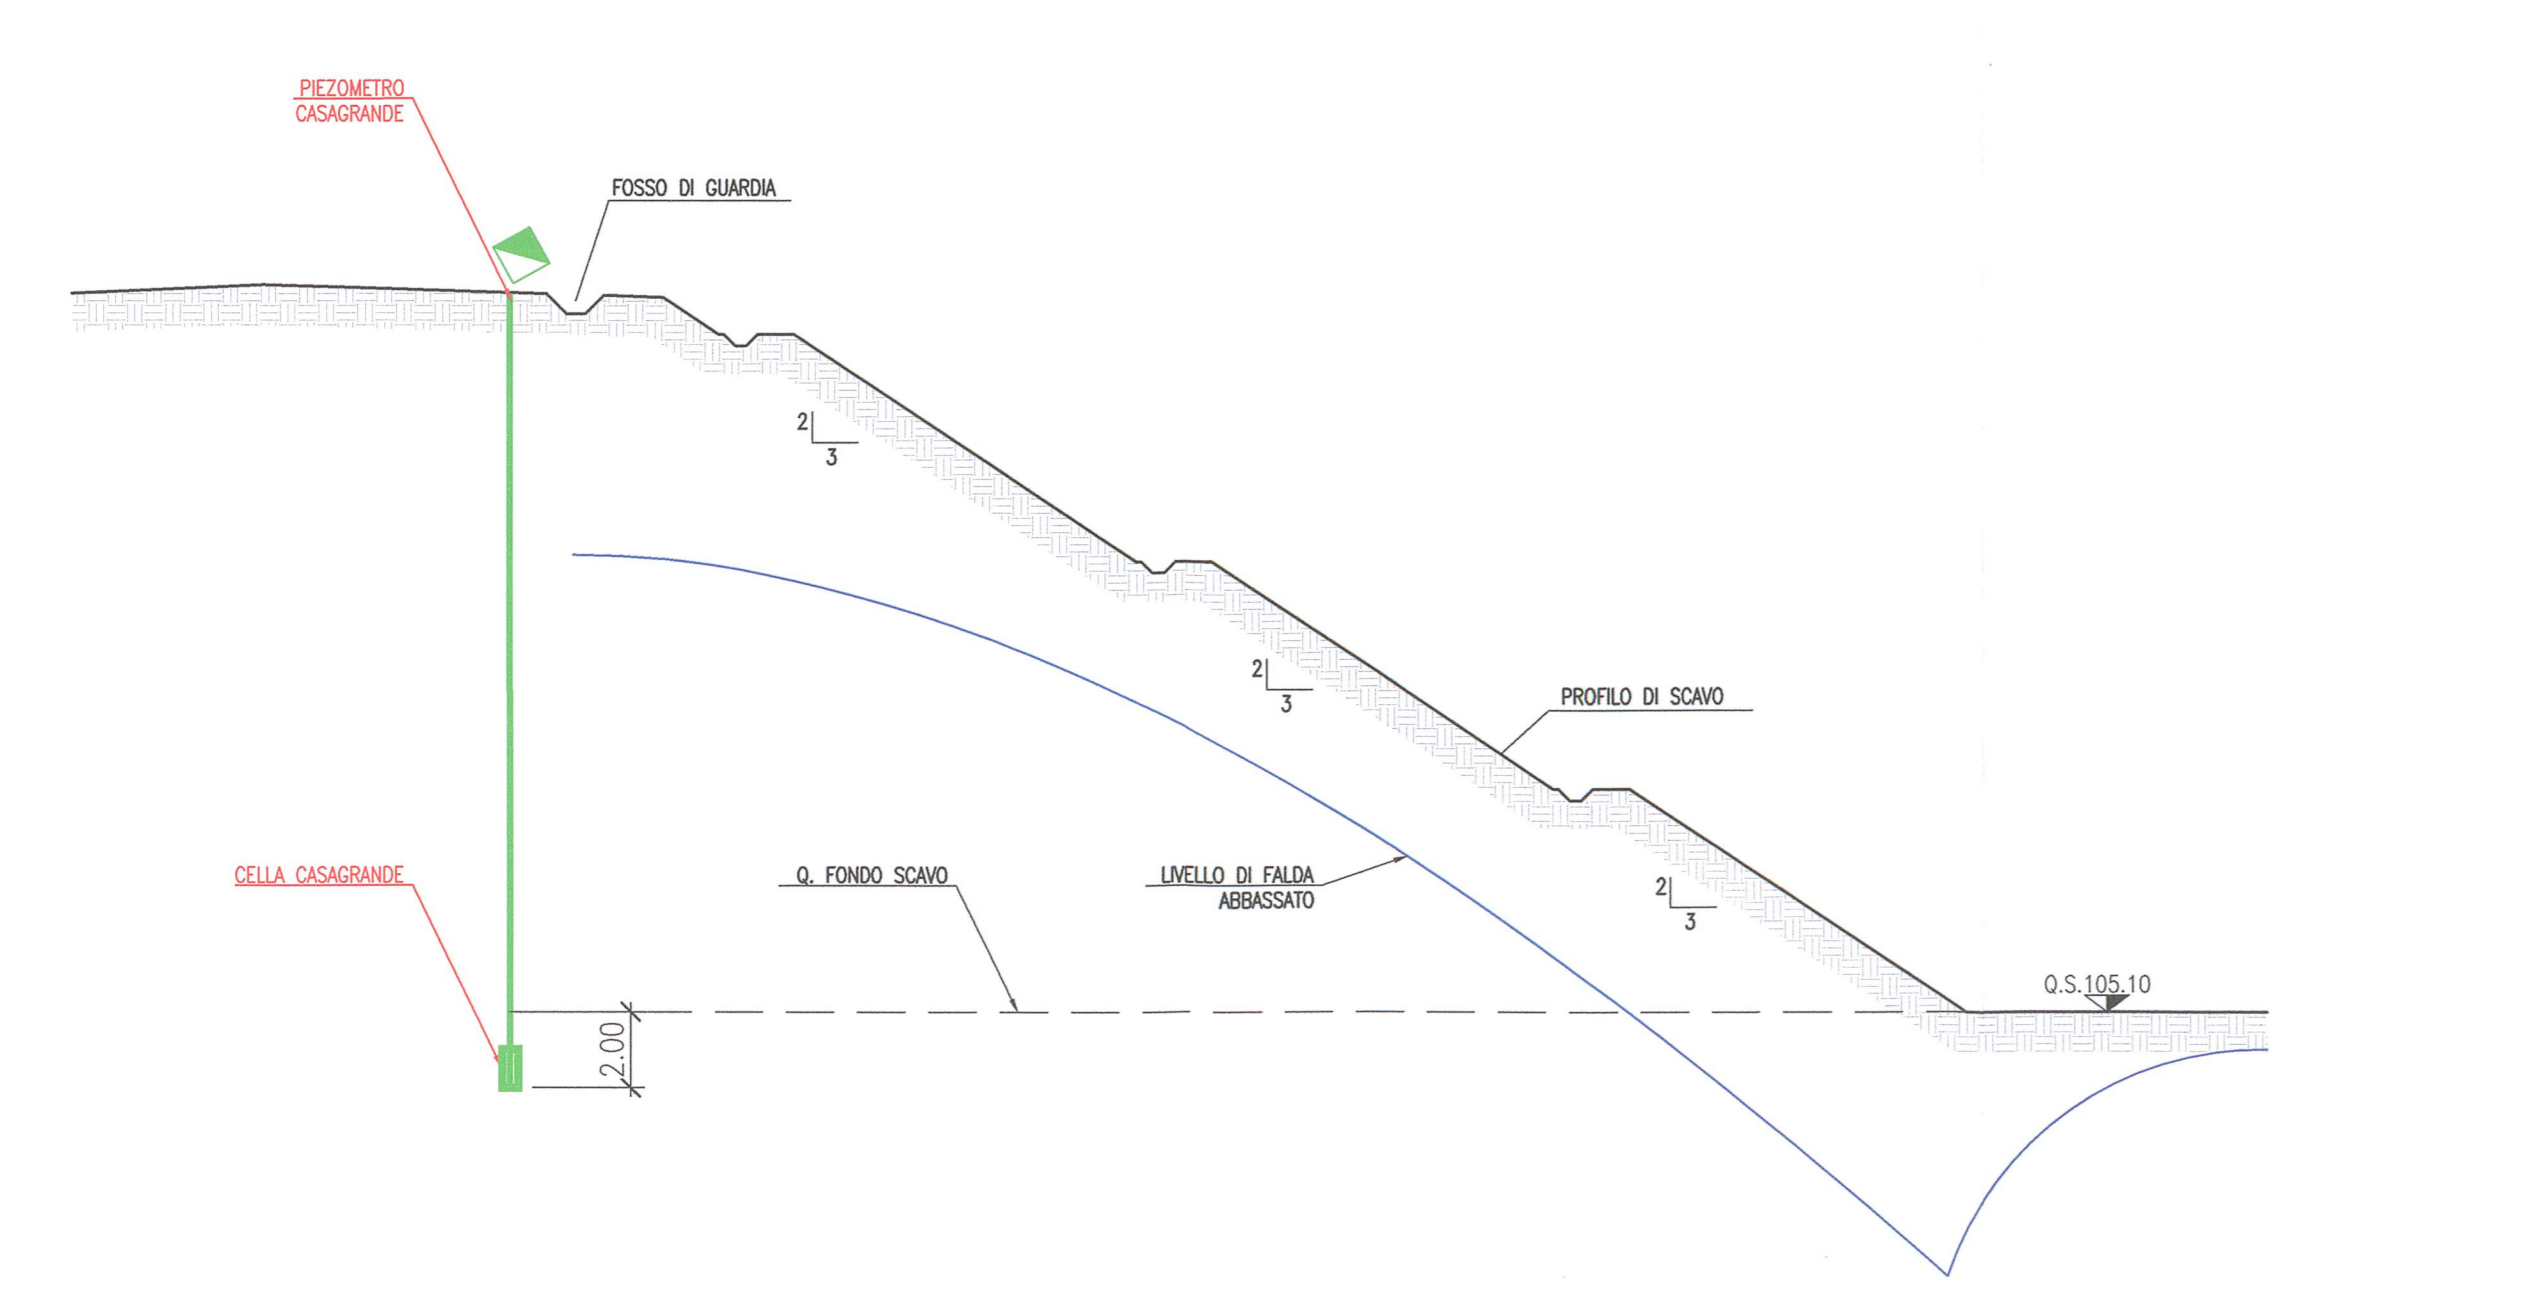 PIEZOMETRO
CASAGRANDE
FOSSO DI GUARDIA
2
3
2
3
PROFILO DI SCAVO
CELLA CASAGRANDE
Q. FONDO SCAVO
LIVELLO DI FALDA
ABBASSATO
2
3
Q.S.105.10
2.00